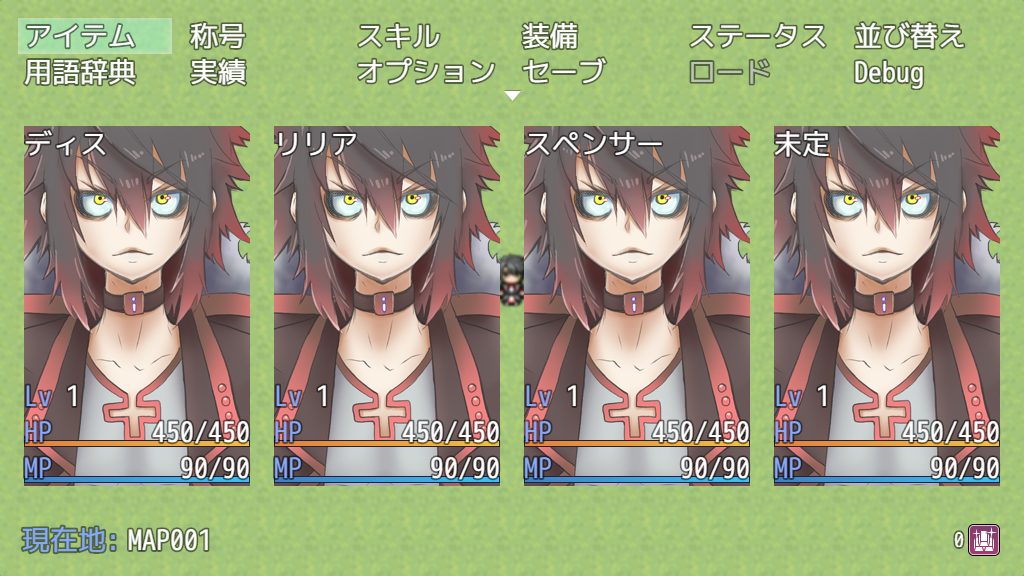 アイテム 称号 スキル 装備 ステータス 並び替え
用語辞典 実績 オプション セーブ ロード Debug
ディス リリア スペンサー 未定
Lv 1 Lv 1 Lv 1 Lv 1
HP 450/450 HP 450/450 HP 450/450 HP 450/450
MP 90/90 MP 90/90 MP 90/90 MP 90/90
現在地: MAP001 0